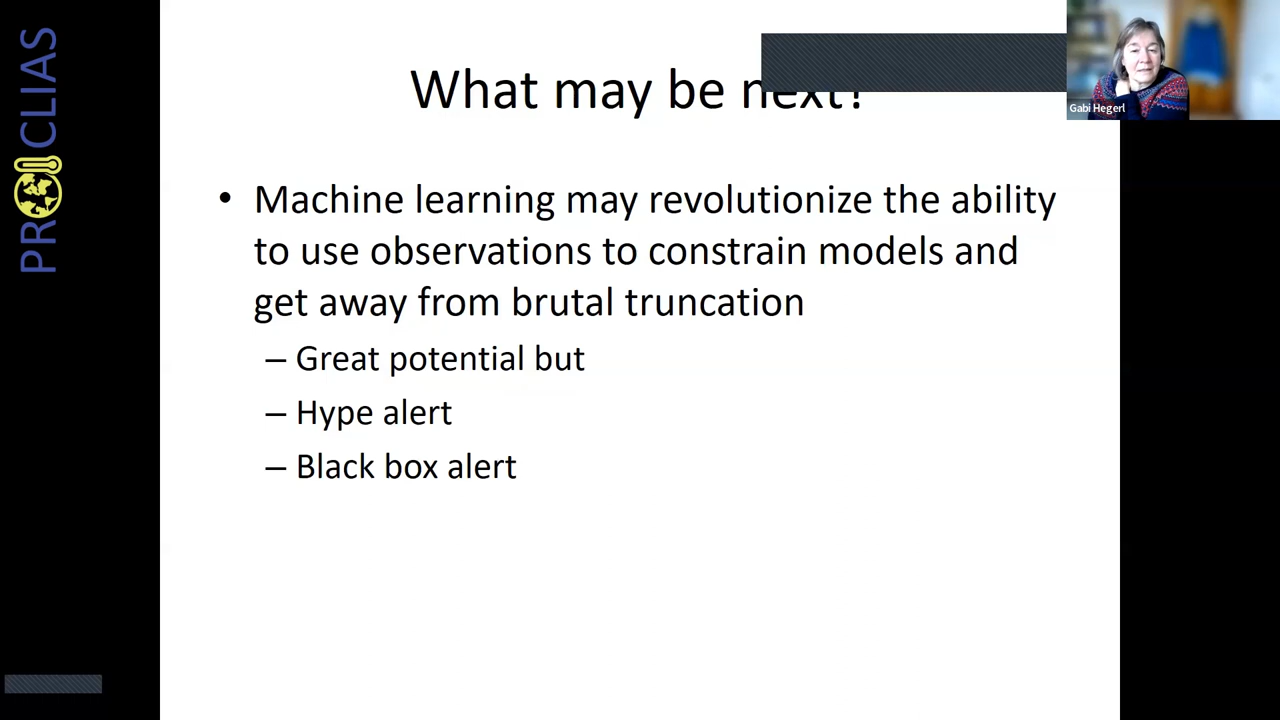 PROCLIAS
What may be next?
Gabi Hegerl
• Machine learning may revolutionize the ability
to use observations to constrain models and
get away from brutal truncation
– Great potential but
– Hype alert
– Black box alert